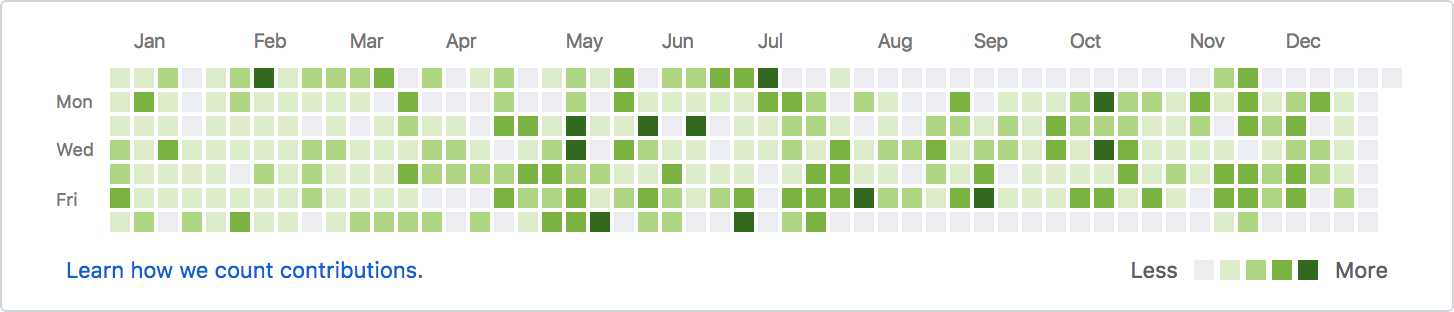 Jan Feb Mar Apr May Jun Jul Aug Sep Oct Nov Dec
Mon
Wed
Fri
Learn how we count contributions. Less More